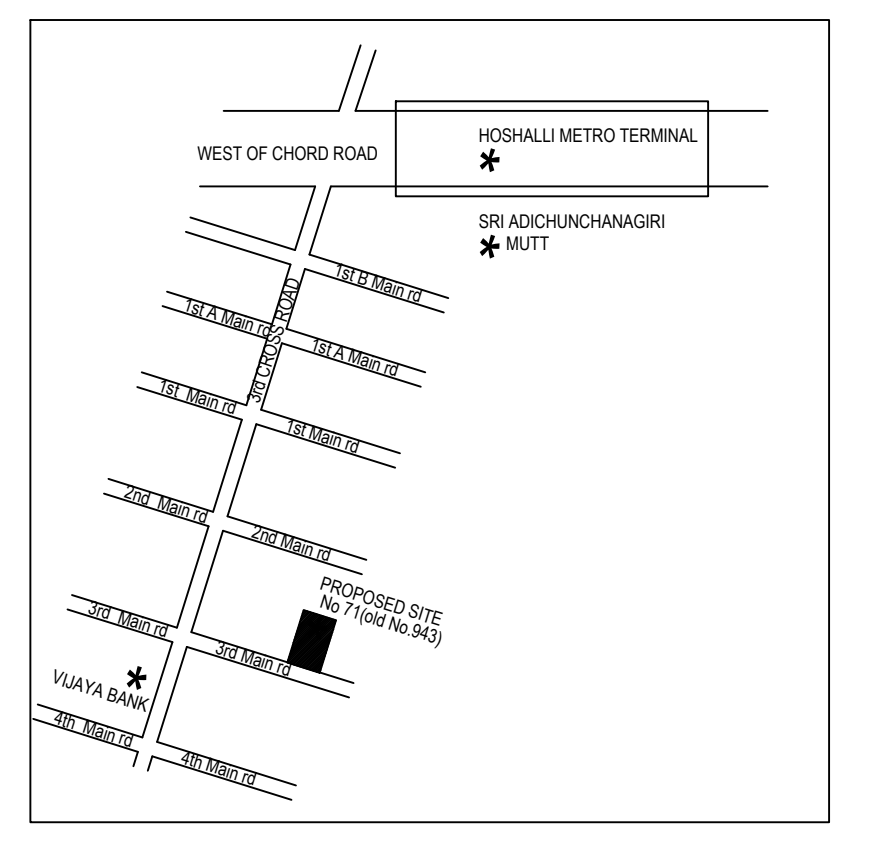 HOSHALLI METRO TERMINAL
WEST OF CHORD ROAD
SRI ADICHUNCHANAGIRI
MUTT
1st B Main rd
3rd CROSS ROAD
1st A Main rd
1st A Main rd
1st Main rd
1st Main rd
2nd Main rd
2nd Main rd
PROPOSED SITE
No 71(old No.943)
3rd Main rd
3rd Main rd
VIJAYA BANK
4th Main rd
4th Main rd